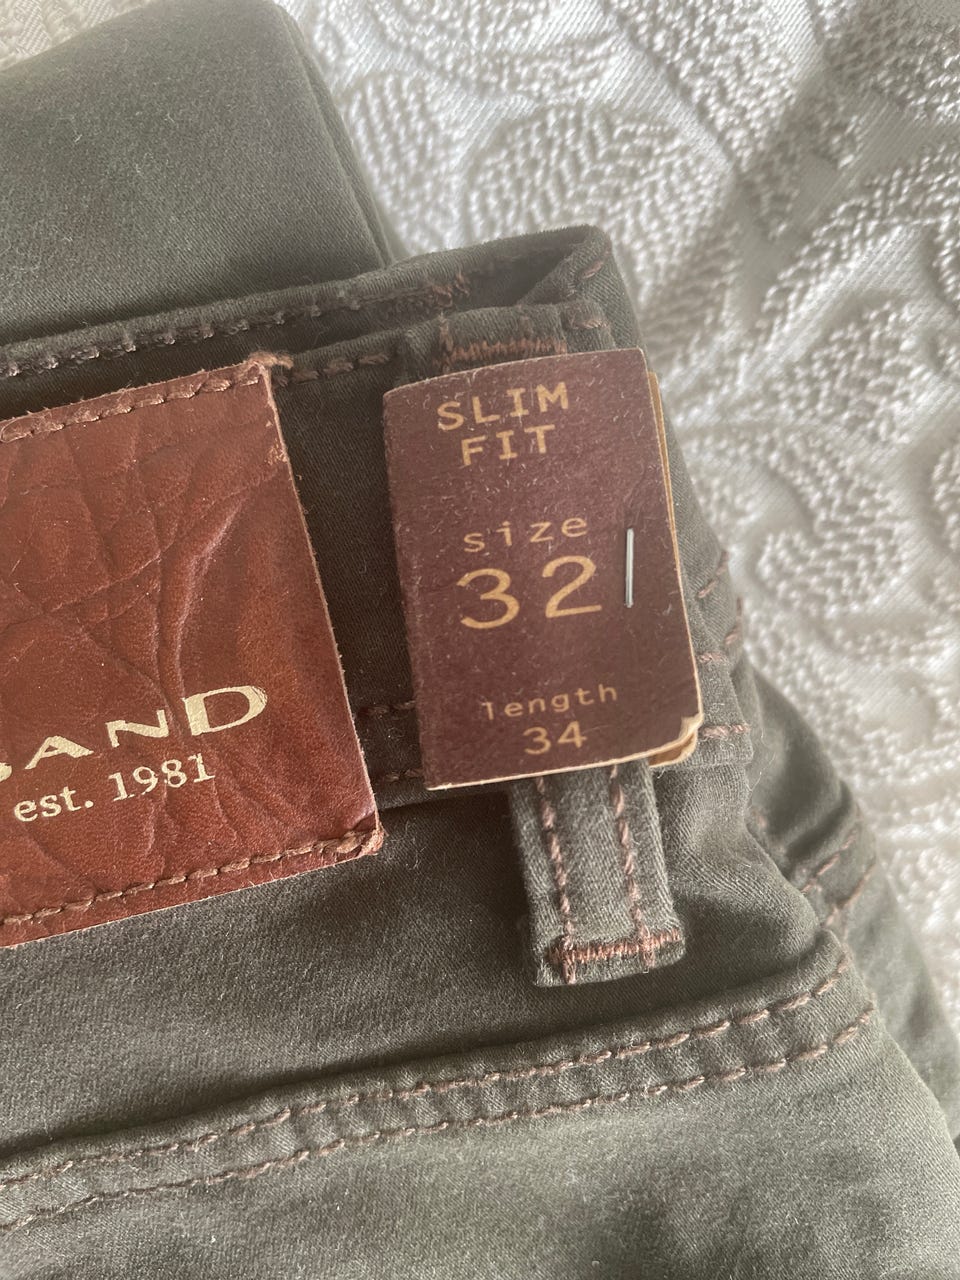 SAND
est. 1981
SLIM
FIT
size
32
length
34